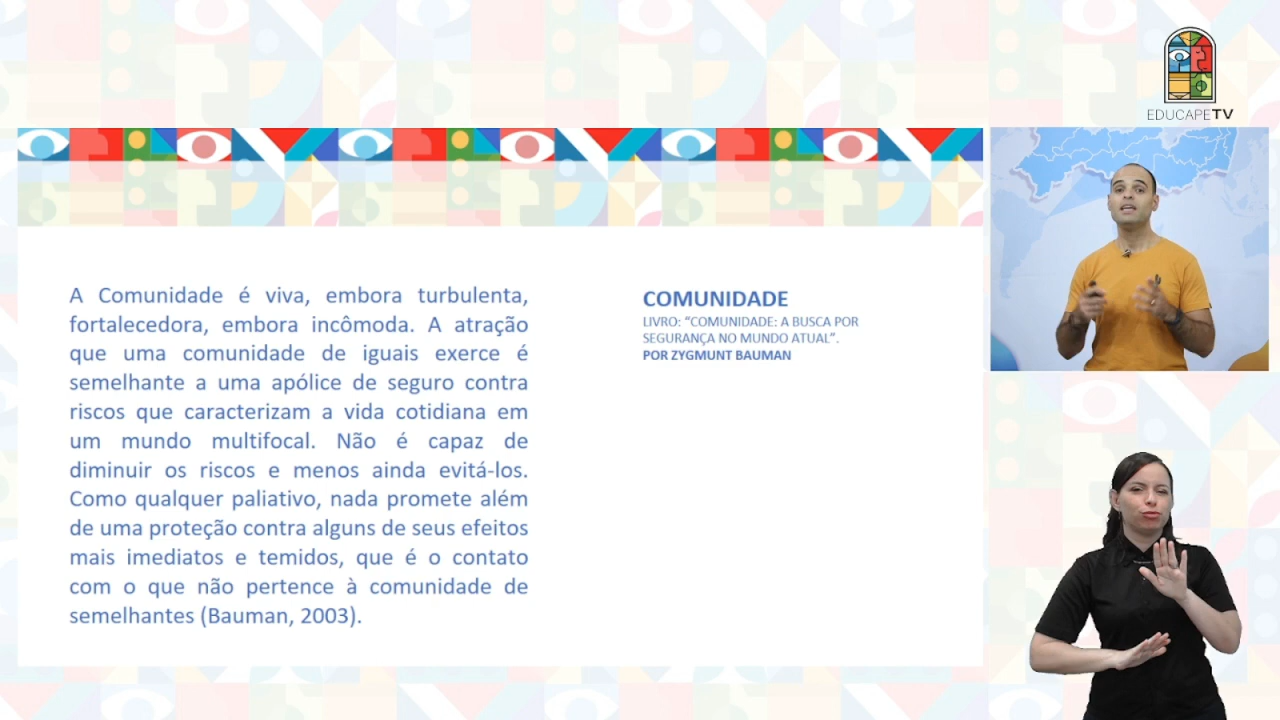 EDUCAPETV
A Comunidade é viva, embora turbulenta,
fortalecedora, embora incômoda. A atração
que uma comunidade de iguais exerce é
semelhante a uma apólice de seguro contra
riscos que caracterizam a vida cotidiana em
um mundo multifocal. Não é capaz de
diminuir os riscos e menos ainda evitá-los.
Como qualquer paliativo, nada promete além
de uma proteção contra alguns de seus efeitos
mais imediatos e temidos, que é o contato
com o que não pertence à comunidade de
semelhantes (Bauman, 2003).
COMUNIDADE
LIVRO: “COMUNIDADE: A BUSCA POR
SEGURANÇA NO MUNDO ATUAL”.
POR ZYGMUNT BAUMAN